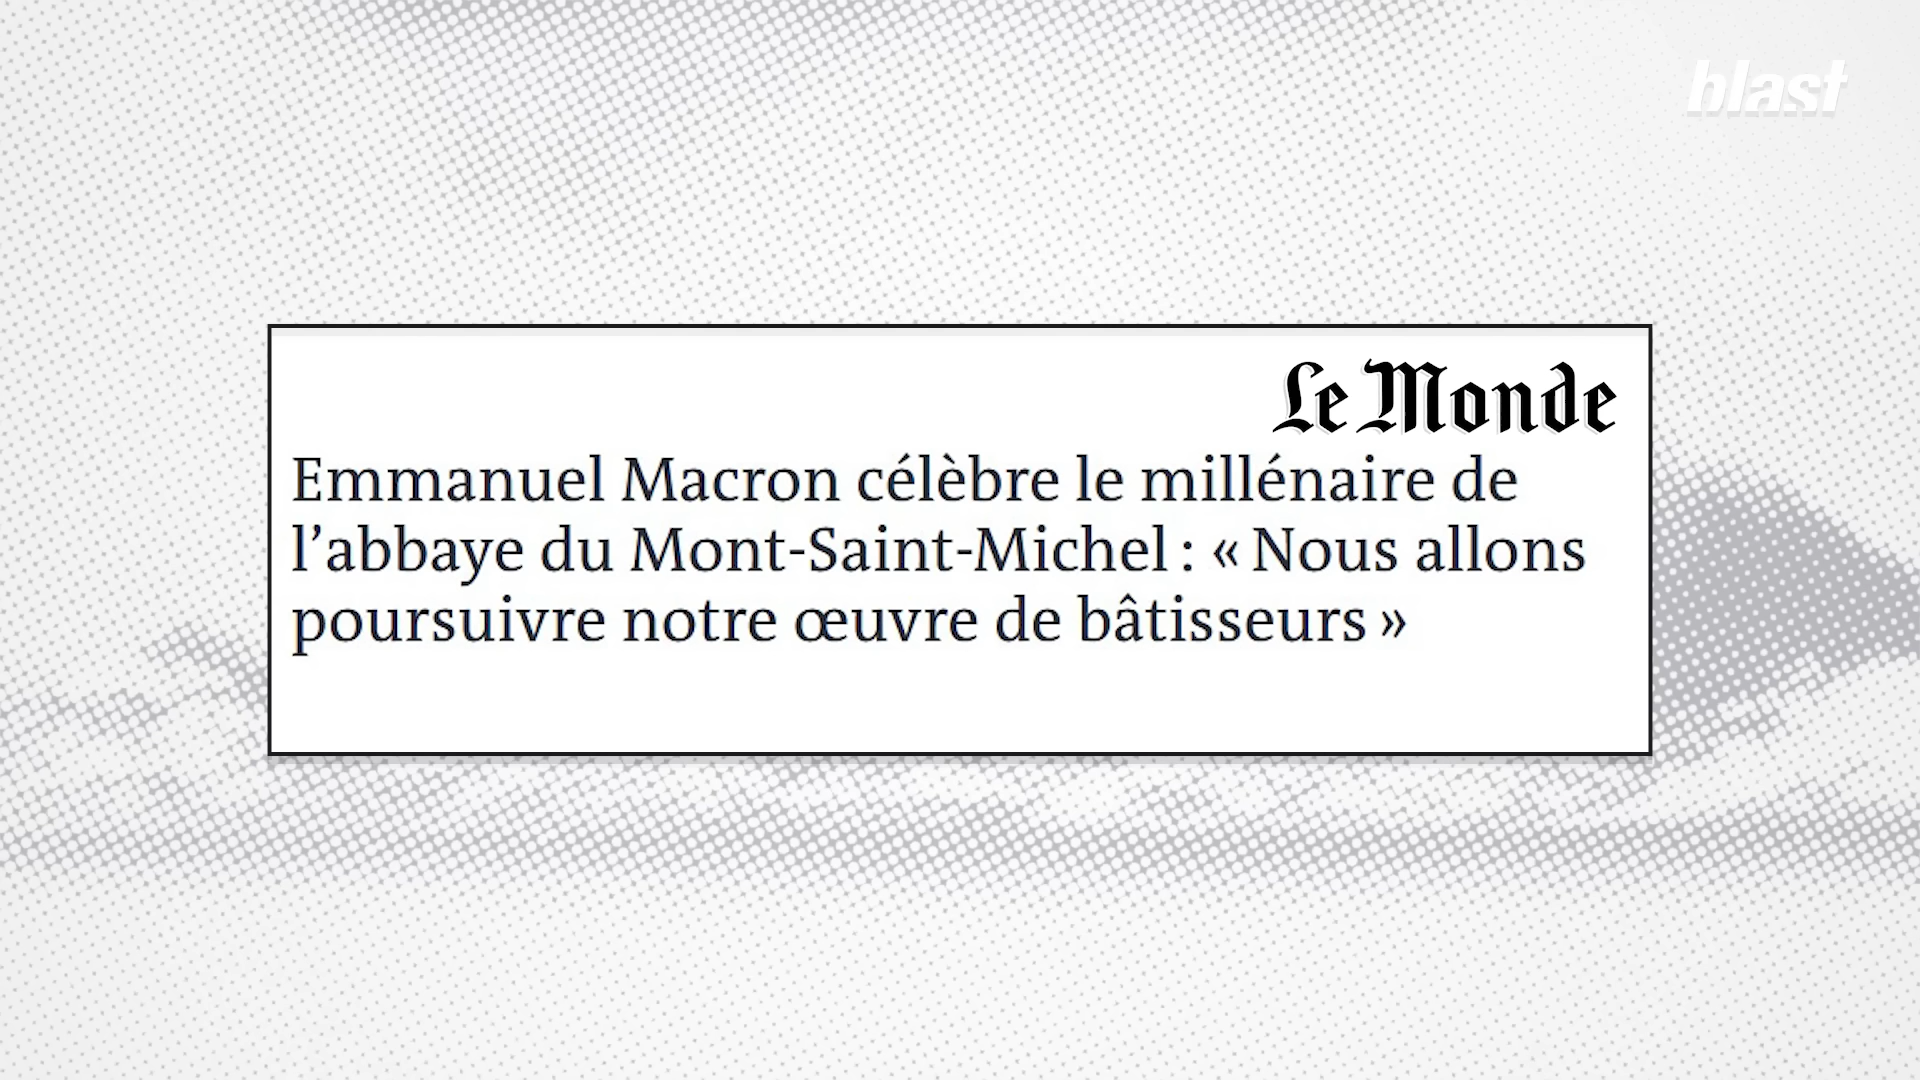 blast
Le Monde
Emmanuel Macron célèbre le millénaire de
l’abbaye du Mont-Saint-Michel : « Nous allons
poursuivre notre œuvre de bâtisseurs »